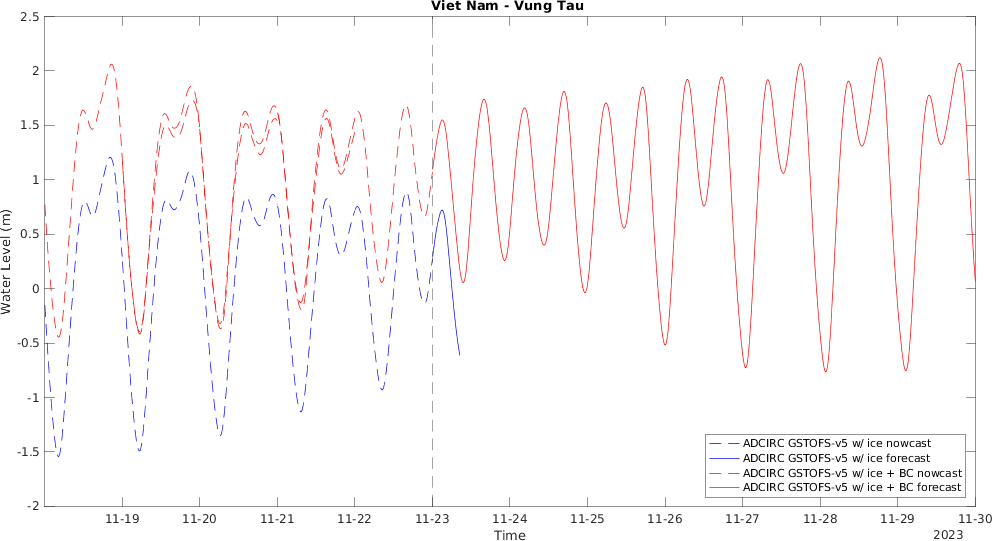 Viet Nam - Vung Tau
2.5
2
1.5
1
0.5
0
-0.5
-1
-1.5
-2
Water Level (m)
ADCIRC GSTOFS-v5 w/ ice nowcast
ADCIRC GSTOFS-v5 w/ ice forecast
ADCIRC GSTOFS-v5 w/ ice + BC nowcast
ADCIRC GSTOFS-v5 w/ ice + BC forecast
11-19 11-20 11-21 11-22 11-23 11-24 11-25 11-26 11-27 11-28 11-29 11-30
Time
2023